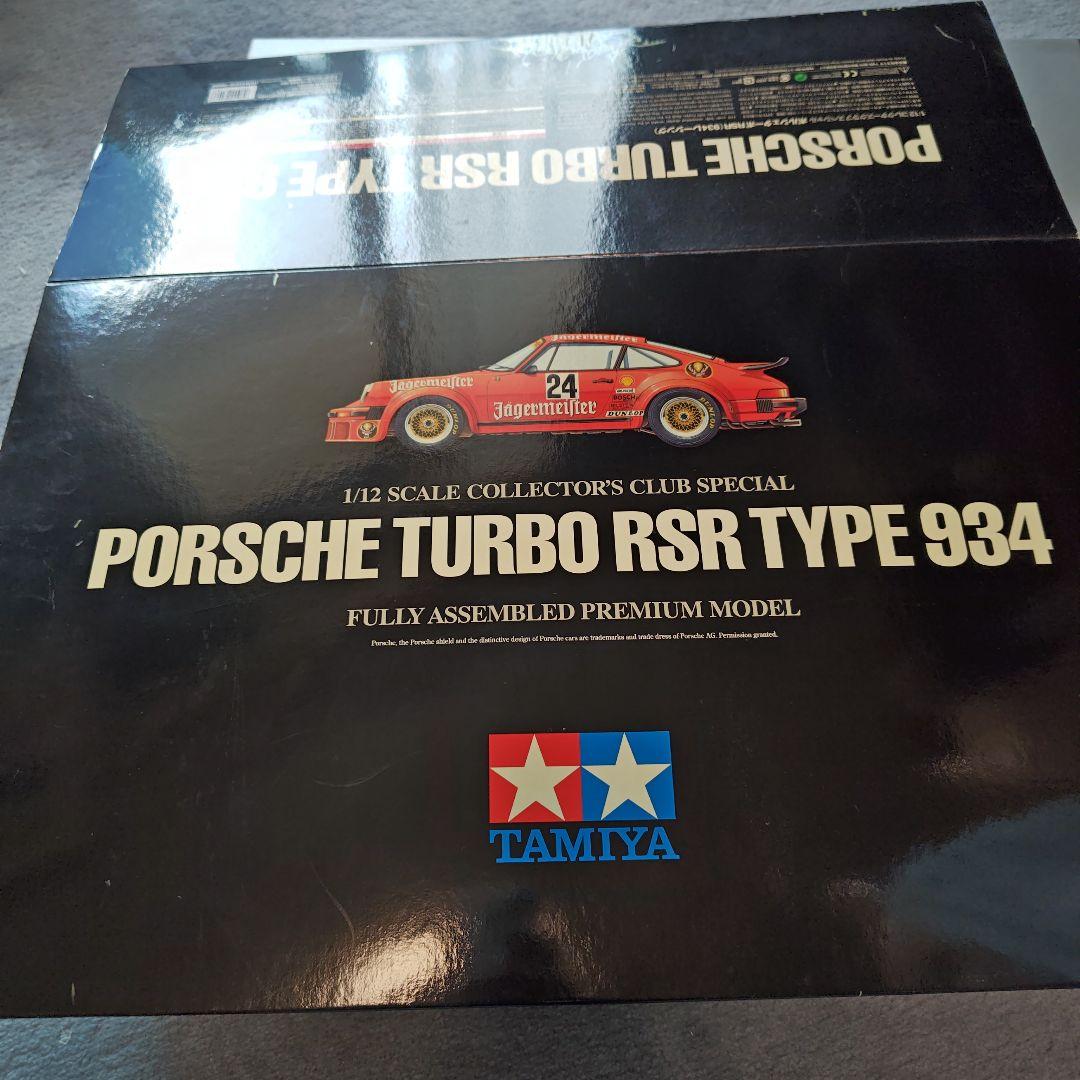 PORSCHE TURBO RSR TYPE
Jägermeister
Jägermeister
24
BOSCH
Jägermeister
DUNLOP
1/12 SCALE COLLECTOR'S CLUB SPECIAL
PORSCHE TURBO RSR TYPE 934
FULLY ASSEMBLED PREMIUM MODEL
Porsche, the Porsche shield and the distinctive design of Porsche cars are trademarks and trade dress of Porsche AG. Permission granted.
TAMIYA